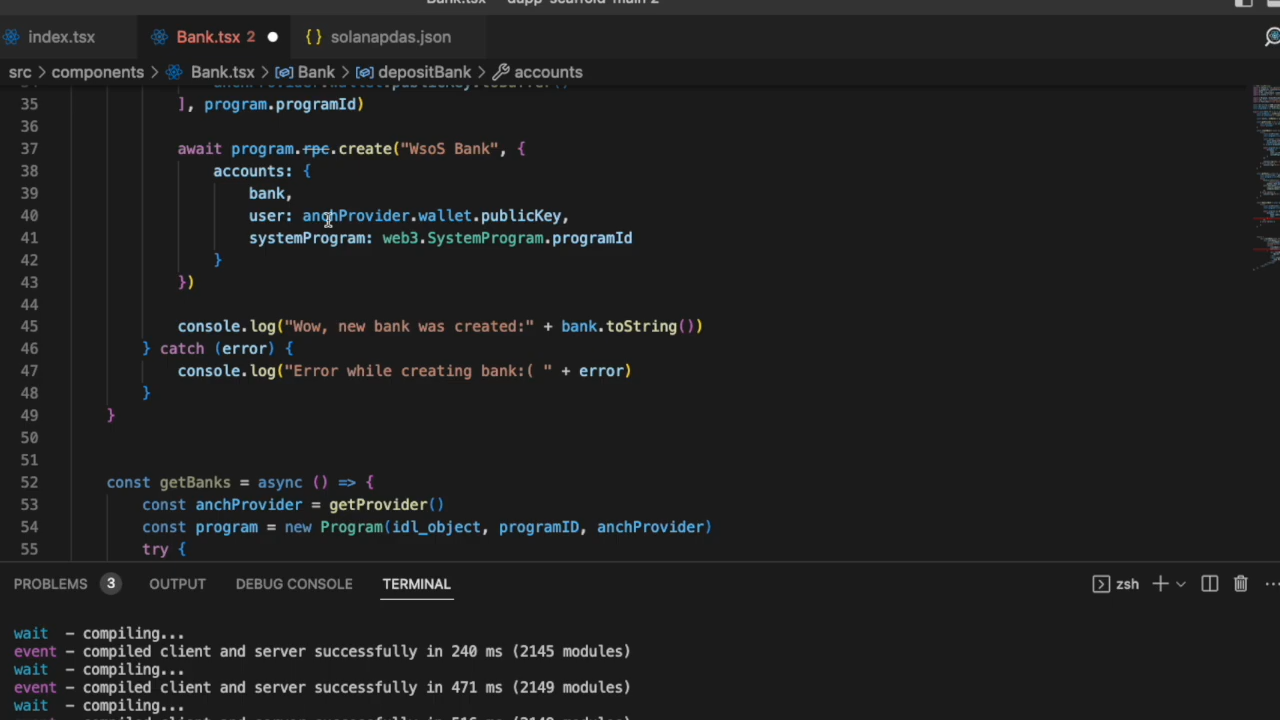 Bank.tsx — dapp-scaffold-main 2
index.tsx
Bank.tsx 2
{} solanapdas.json
src > components > Bank.tsx > Bank > depositBank > accounts
35 ], program.programId)
36
37 await program.rpc.create("WsoS Bank", {
38 accounts: {
39 bank,
40 user: anchProvider.wallet.publicKey,
41 systemProgram: web3.SystemProgram.programId
42 }
43 })
44
45 console.log("Wow, new bank was created:" + bank.toString())
46 } catch (error) {
47 console.log("Error while creating bank:( " + error)
48 }
49 }
50
51
52 const getBanks = async () => {
53 const anchProvider = getProvider()
54 const program = new Program(idl_object, programID, anchProvider)
55 try {
PROBLEMS 3 OUTPUT DEBUG CONSOLE TERMINAL zsh
wait – compiling...
event – compiled client and server successfully in 240 ms (2145 modules)
wait – compiling...
event – compiled client and server successfully in 471 ms (2149 modules)
wait – compiling...